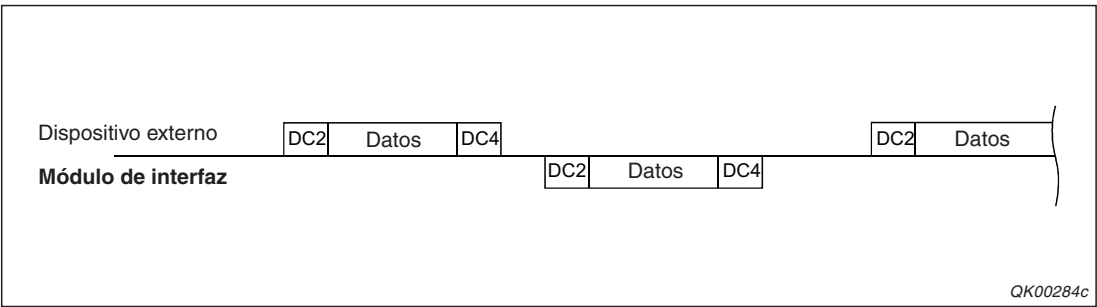 Dispositivo externo DC2 Datos DC4 DC2 Datos
Módulo de interfaz DC2 Datos DC4
QK00284c